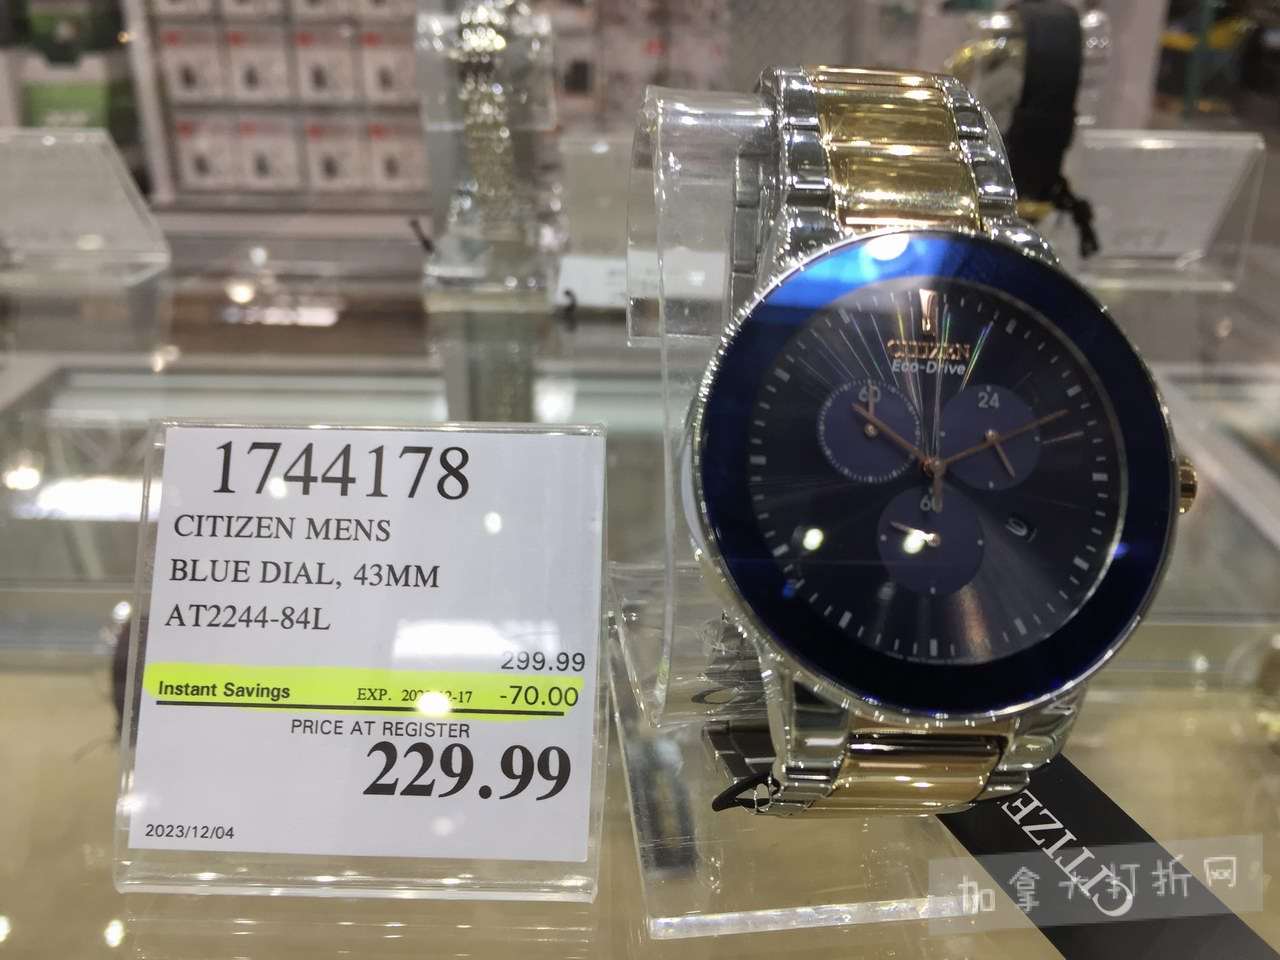 1744178
CITIZEN MENS
BLUE DIAL, 43MM
AT2244-84L
299.99
Instant Savings EXP. -70.00
PRICE AT REGISTER
229.99
2023/12/04
CITIZEN
Eco-Drive
60
24
60
CITIZE
加拿大打折网